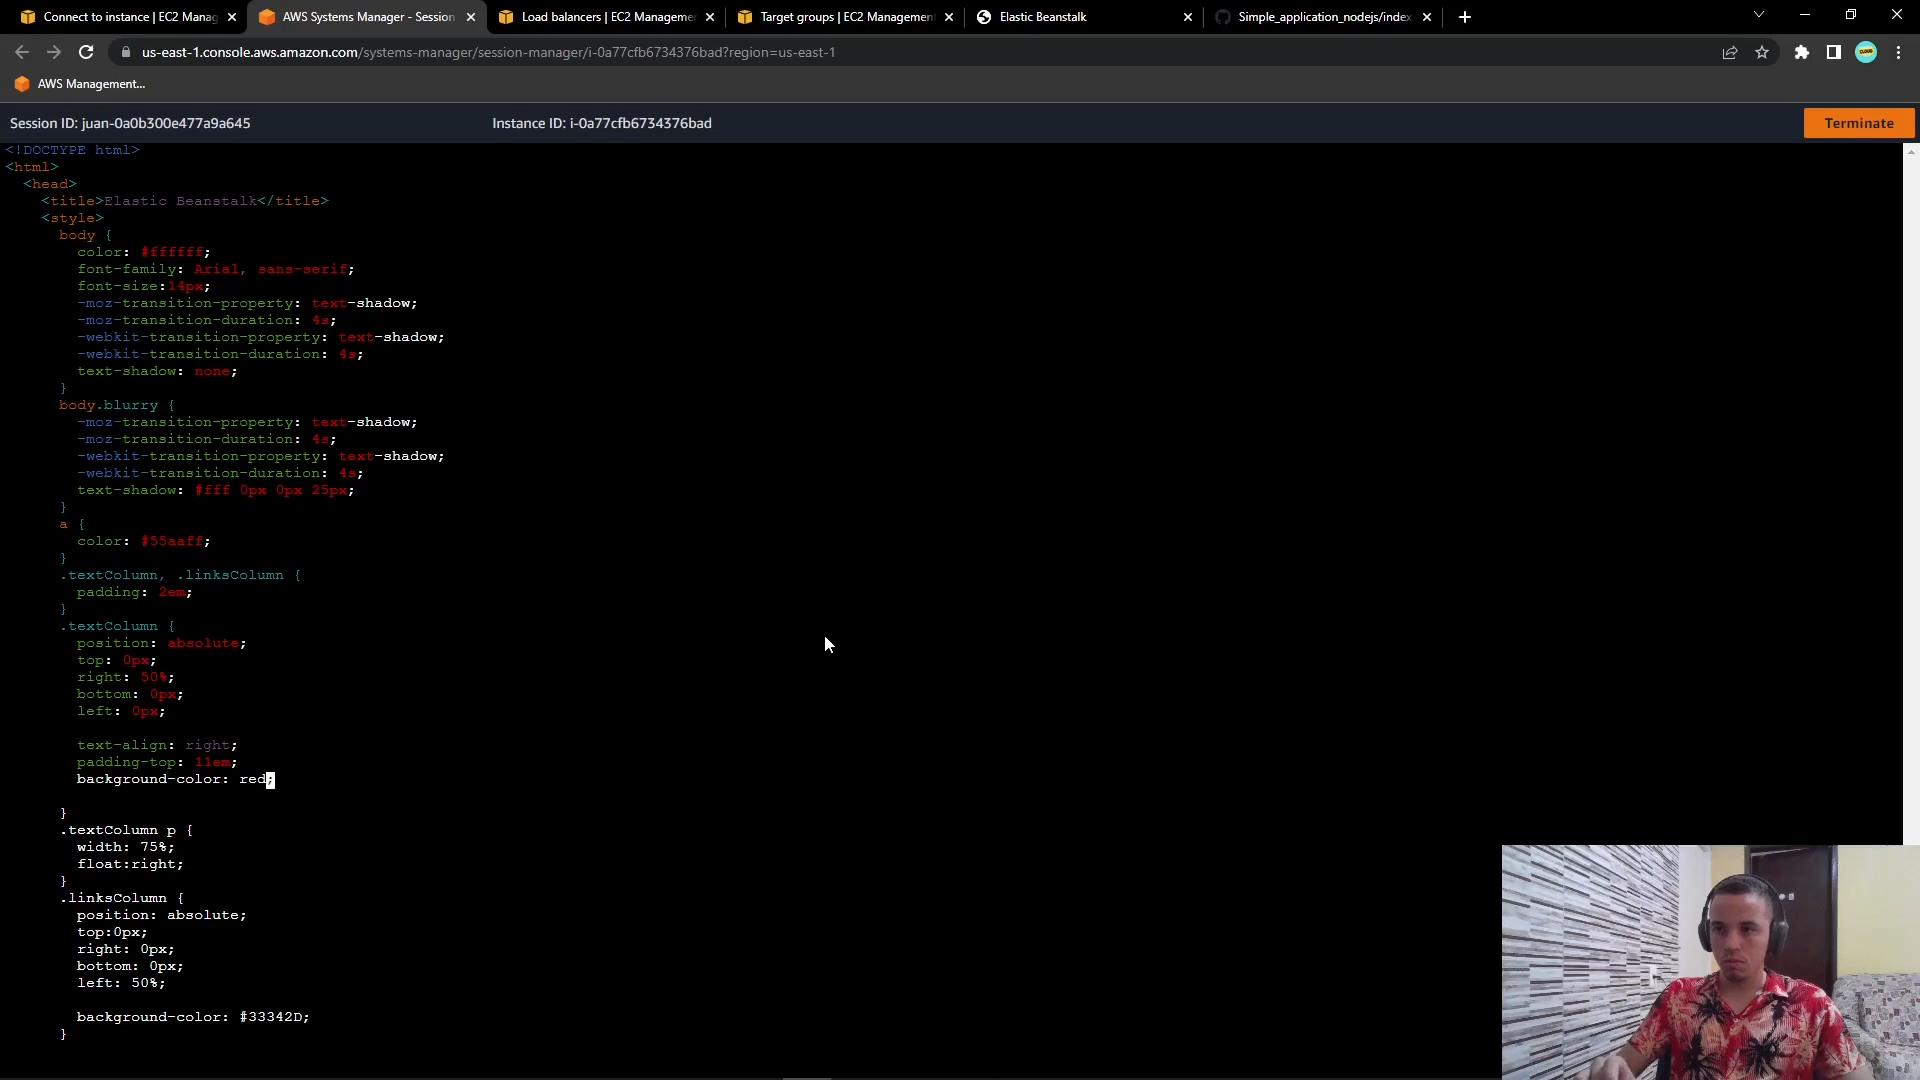 Connect to instance | EC2 Manag
AWS Systems Manager - Session
Load balancers | EC2 Manageme
Target groups | EC2 Management
Elastic Beanstalk
Simple_application_nodejs/index.
us-east-1.console.aws.amazon.com/systems-manager/session-manager/i-0a77cfb6734376bad?region=us-east-1
AWS Management...
Session ID: juan-0a0b300e477a9a645
Instance ID: i-0a77cfb6734376bad
Terminate
<!DOCTYPE html>
<html>
<head>
<title>Elastic Beanstalk</title>
<style>
body {
color: #ffffff;
font-family: Arial, sans-serif;
font-size:14px;
-moz-transition-property: text-shadow;
-moz-transition-duration: 4s;
-webkit-transition-property: text-shadow;
-webkit-transition-duration: 4s;
text-shadow: none;
}
body.blurry {
-moz-transition-property: text-shadow;
-moz-transition-duration: 4s;
-webkit-transition-property: text-shadow;
-webkit-transition-duration: 4s;
text-shadow: #fff 0px 0px 25px;
}
a {
color: #55aaff;
}
.textColumn, .linksColumn {
padding: 2em;
}
.textColumn {
position: absolute;
top: 0px;
right: 50%;
bottom: 0px;
left: 0px;
text-align: right;
padding-top: 11em;
background-color: red;
}
.textColumn p {
width: 75%;
float:right;
}
.linksColumn {
position: absolute;
top:0px;
right: 0px;
bottom: 0px;
left: 50%;
background-color: #33342D;
}